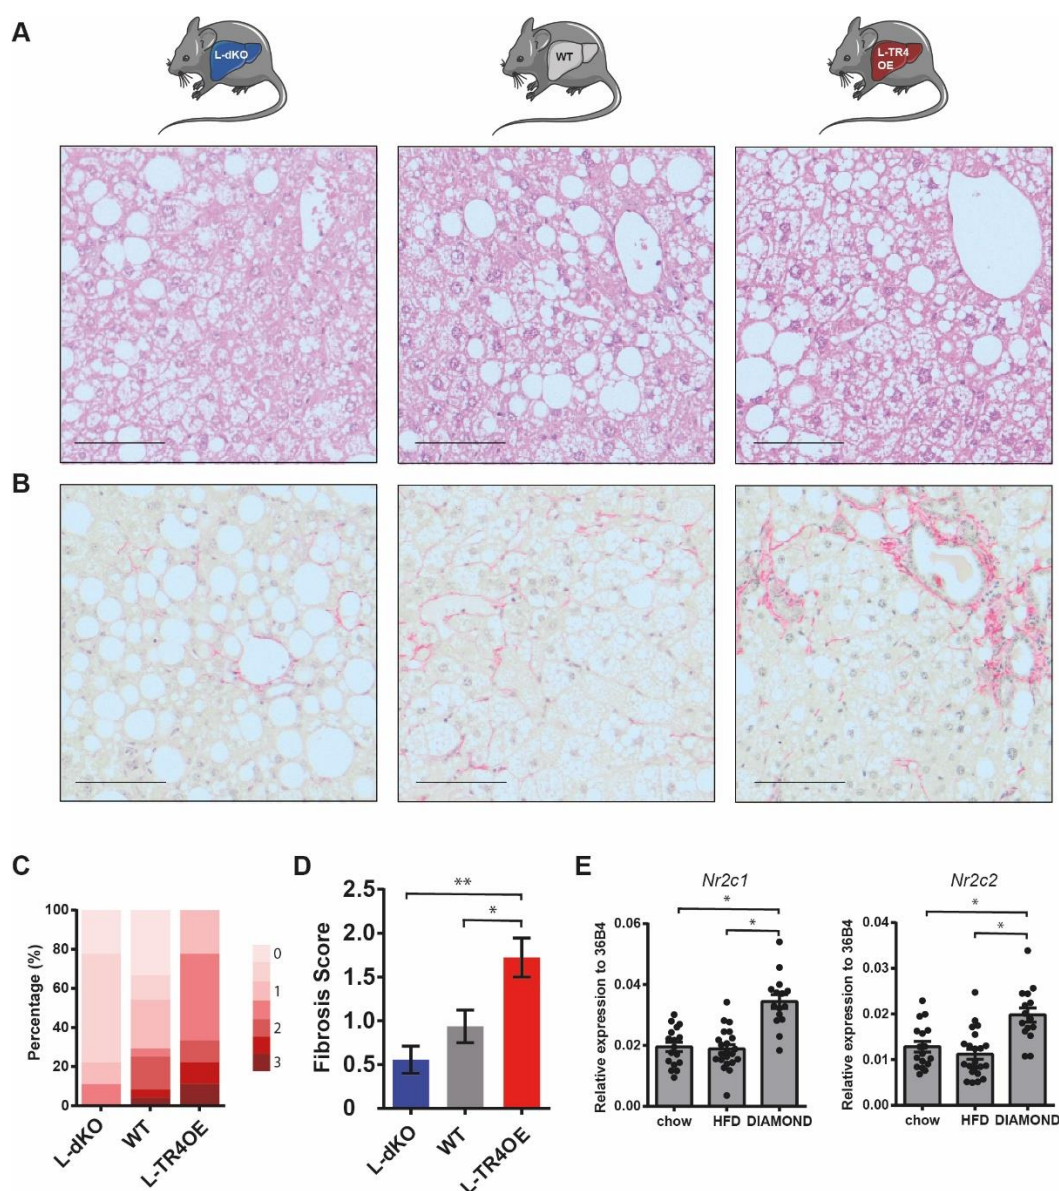 A
L-dKO
WT
L-TR4
OE
B
C
Percentage (%)
100
80
60
40
20
0
L-dKO
WT
L-TR4OE
0
1
2
3
D
Fibrosis Score
2.5
2.0
1.5
1.0
0.5
0
**
*
L-dKO
WT
L-TR4OE
E
Nr2c1
Relative expression to 36B4
0.06
0.04
0.02
0.00
*
*
chow
HFD
DIAMOND
Nr2c2
Relative expression to 36B4
0.04
0.03
0.02
0.01
0.00
*
*
chow
HFD
DIAMOND